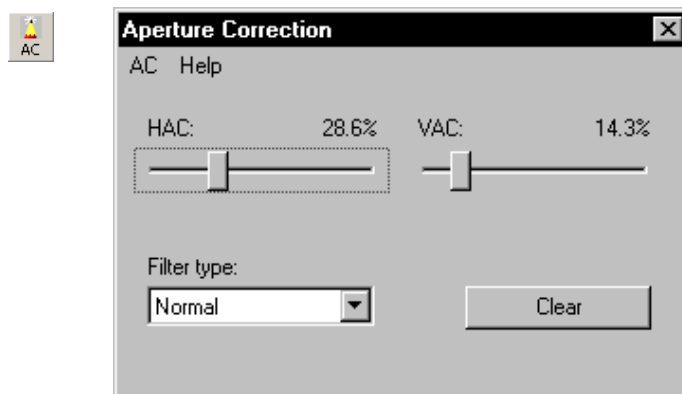 AC
Aperture Correction
AC Help
HAC: 28.6% VAC: 14.3%
Filter type:
Normal
Clear